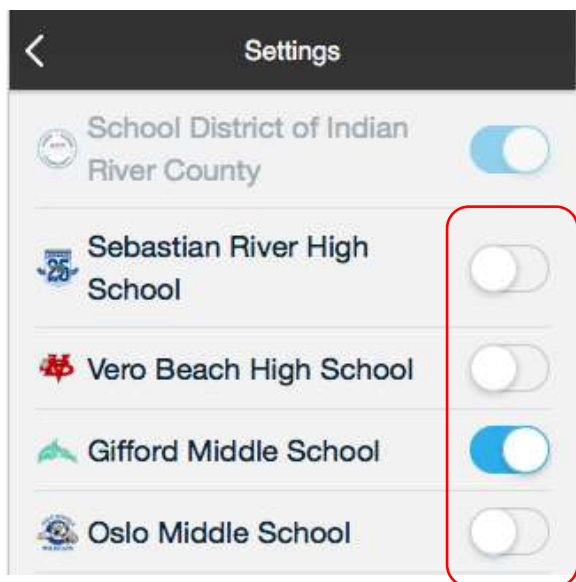 Settings
School District of Indian
River County
Sebastian River High
School
Vero Beach High School
Gifford Middle School
Oslo Middle School